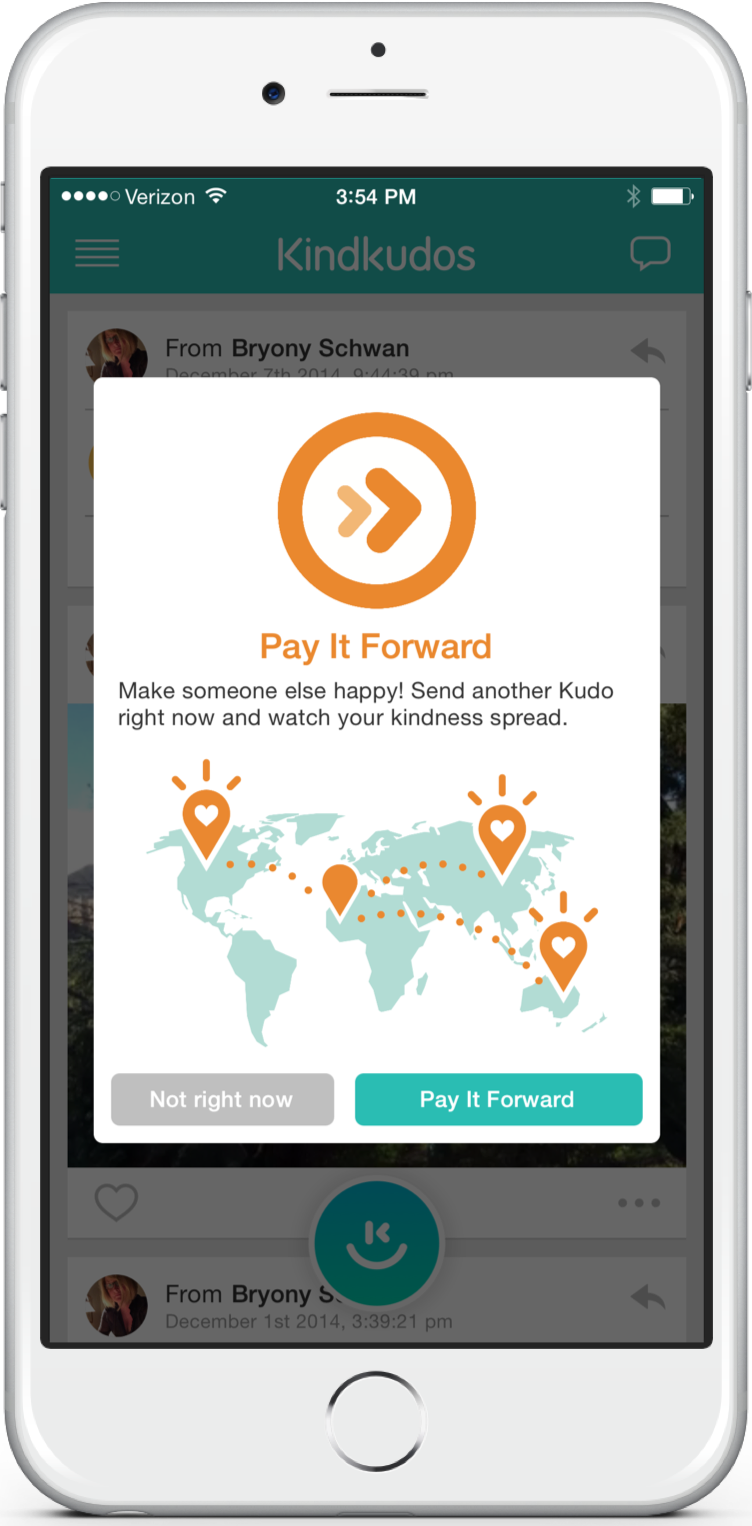 Verizon
3:54 PM
Kindkudos
From Bryony Schwan
December 7th 2014, 9:44:39 pm
Pay It Forward
Make someone else happy! Send another Kudo
right now and watch your kindness spread.
Not right now
Pay It Forward
K
From Bryony S
December 1st 2014, 3:39:21 pm